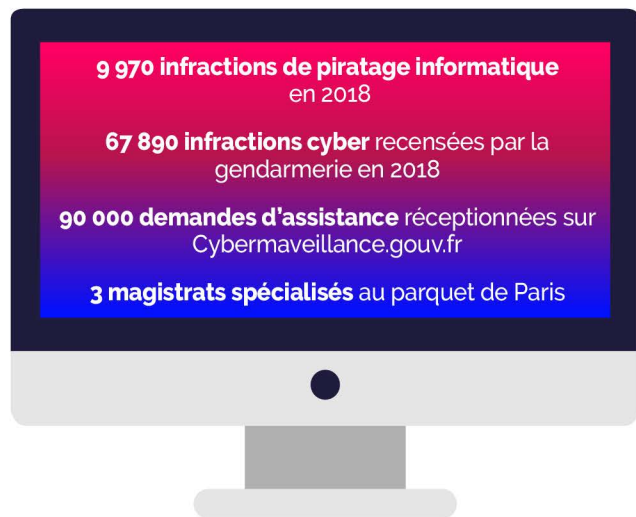 9 970 infractions de piratage informatique
en 2018
67 890 infractions cyber recensées par la
gendarmerie en 2018
90 000 demandes d'assistance réceptionnées sur
Cybermaveillance.gouv.fr
3 magistrats spécialisés au parquet de Paris